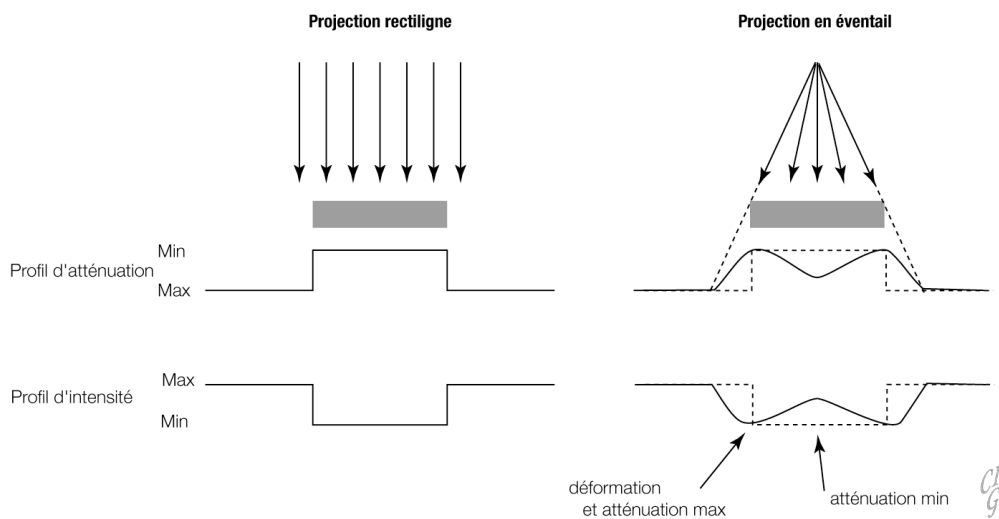 Projection rectiligne
Projection en éventail
Min
Profil d'atténuation
Max
Max
Profil d'intensité
Min
déformation
et atténuation max
atténuation min